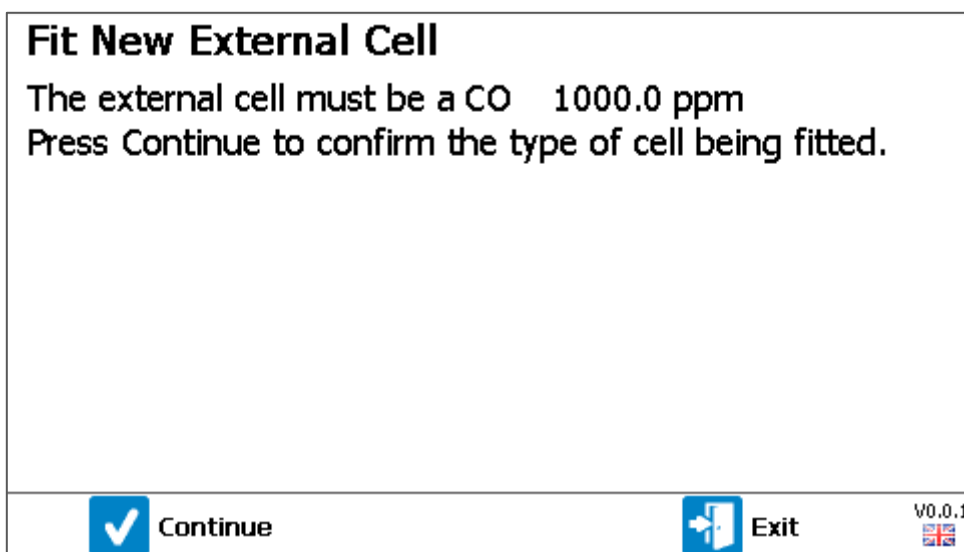 Fit New External Cell
The external cell must be a CO 1000.0 ppm
Press Continue to confirm the type of cell being fitted.
Continue
Exit
V0.0.1